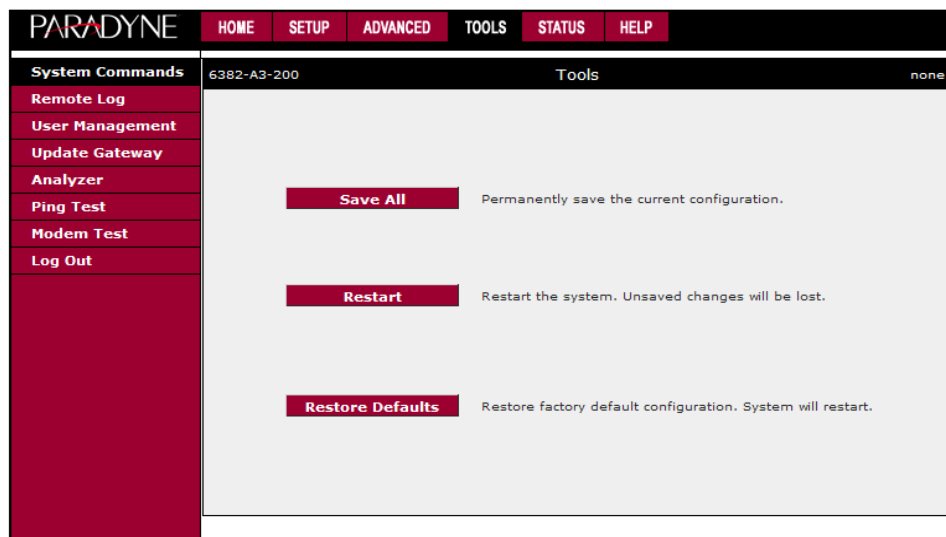 PARADYNE
HOME SETUP ADVANCED TOOLS STATUS HELP
System Commands
Remote Log
User Management
Update Gateway
Analyzer
Ping Test
Modem Test
Log Out
6382-A3-200 Tools none
Save All Permanently save the current configuration.
Restart Restart the system. Unsaved changes will be lost.
Restore Defaults Restore factory default configuration. System will restart.